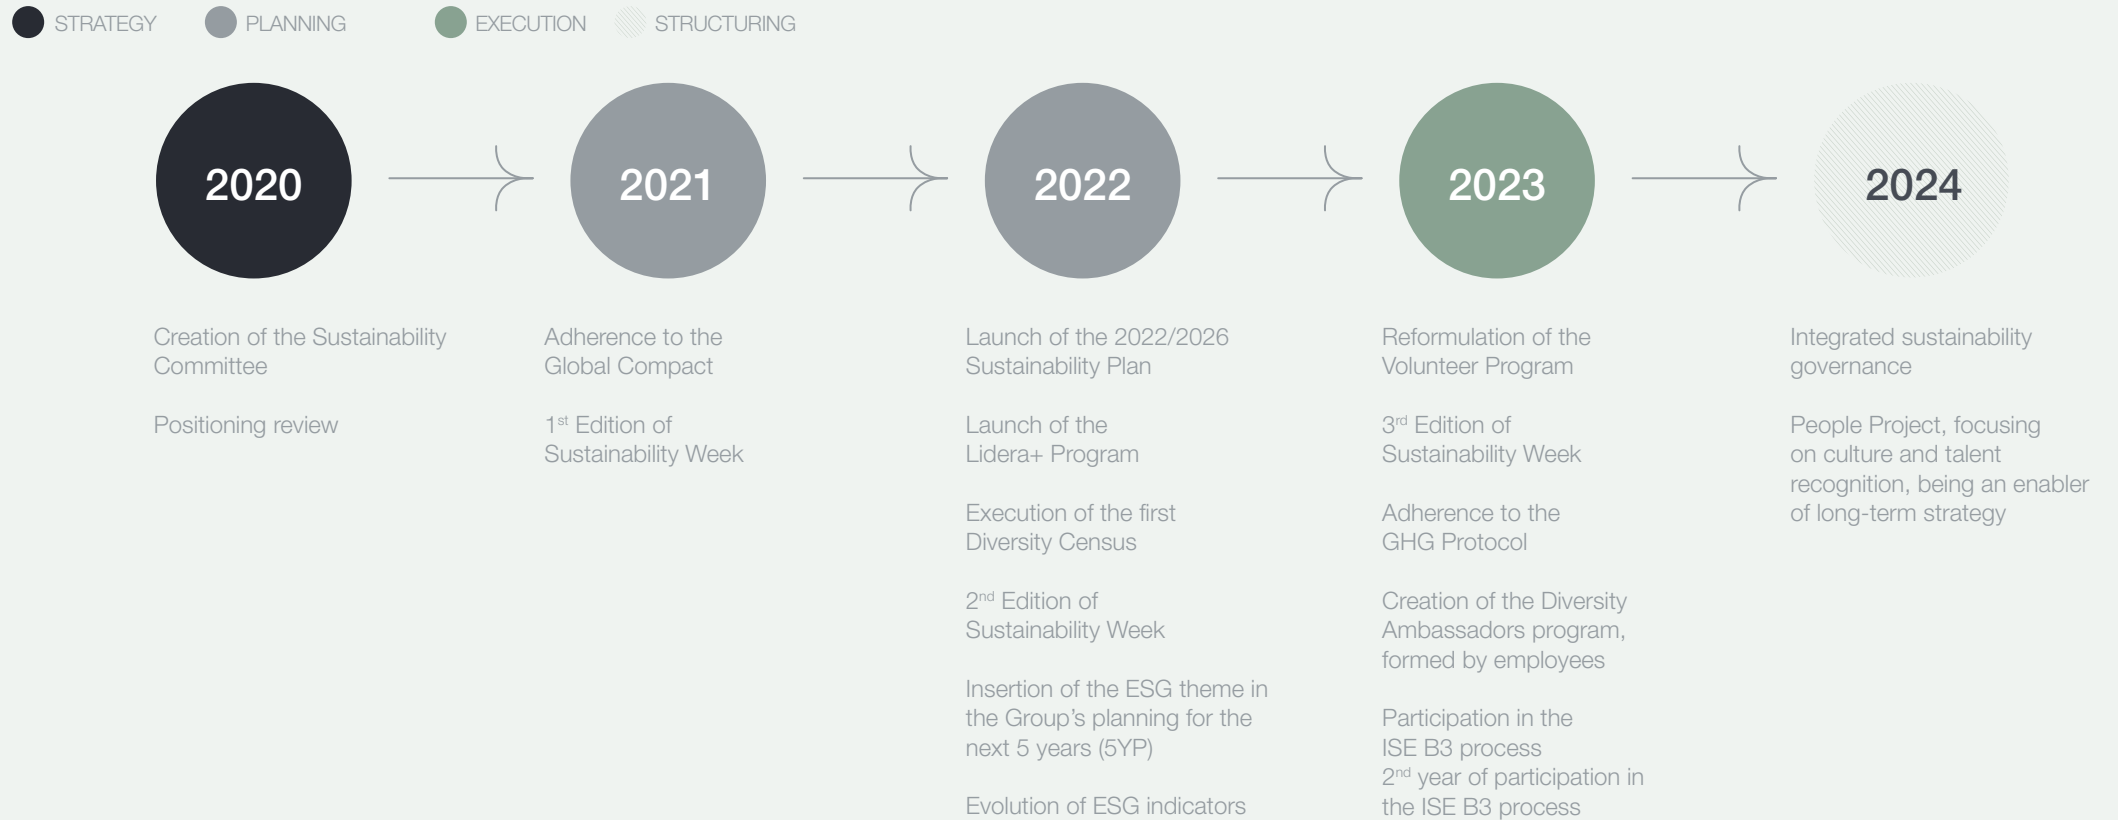 STRATEGY
PLANNING
EXECUTION
STRUCTURING
2020
Creation of the Sustainability
Committee
Positioning review
2021
Adherence to the
Global Compact
1st Edition of
Sustainability Week
2022
Launch of the 2022/2026
Sustainability Plan
Launch of the
Lidera+ Program
Execution of the first
Diversity Census
2nd Edition of
Sustainability Week
Insertion of the ESG theme in
the Group’s planning for the
next 5 years (5YP)
Evolution of ESG indicators
2023
Reformulation of the
Volunteer Program
3rd Edition of
Sustainability Week
Adherence to the
GHG Protocol
Creation of the Diversity
Ambassadors program,
formed by employees
Participation in the
ISE B3 process
2nd year of participation in
the ISE B3 process
2024
Integrated sustainability
governance
People Project, focusing
on culture and talent
recognition, being an enabler
of long-term strategy